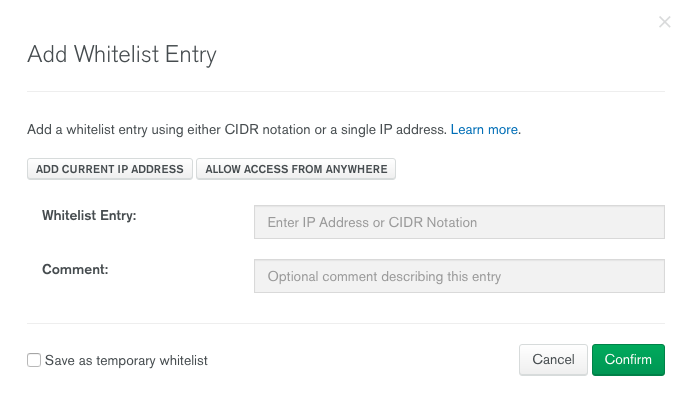 Add Whitelist Entry
Add a whitelist entry using either CIDR notation or a single IP address. Learn more.
ADD CURRENT IP ADDRESS ALLOW ACCESS FROM ANYWHERE
Whitelist Entry: Enter IP Address or CIDR Notation
Comment: Optional comment describing this entry
Save as temporary whitelist Cancel Confirm